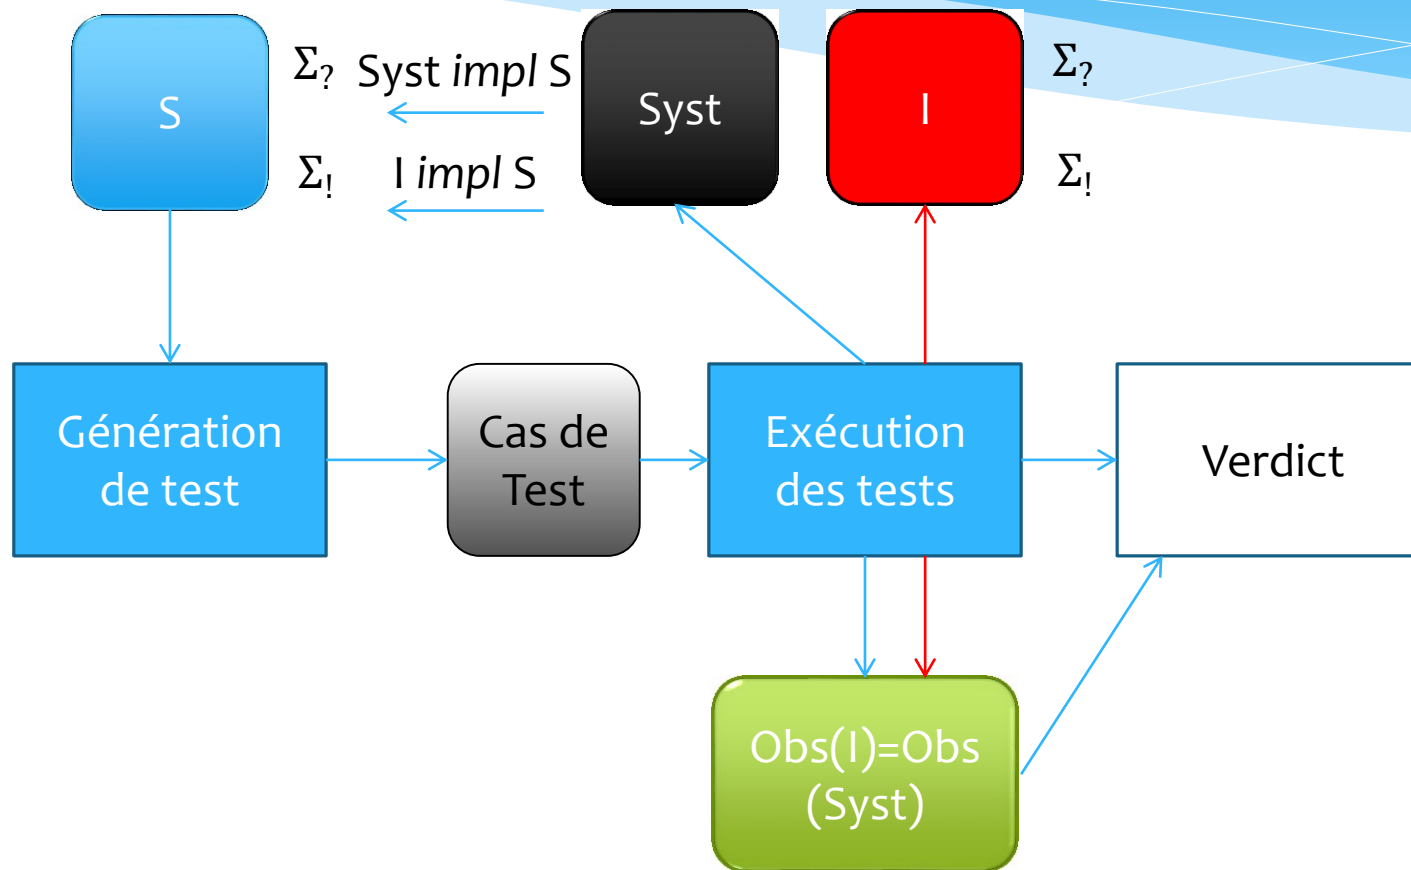 S
Σ?
Σ!
Syst impl S
I impl S
Syst
I
Σ?
Σ!
Génération
de test
Cas de
Test
Exécution
des tests
Verdict
Obs(I)=Obs
(Syst)